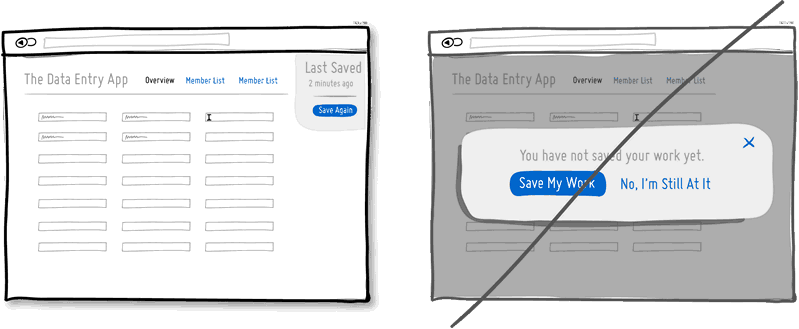 The Data Entry App Overview Member List Member List
Last Saved
2 minutes ago
Save Again
The Data Entry App Overview Member List Member List
You have not saved your work yet.
Save My Work No, I'm Still At It